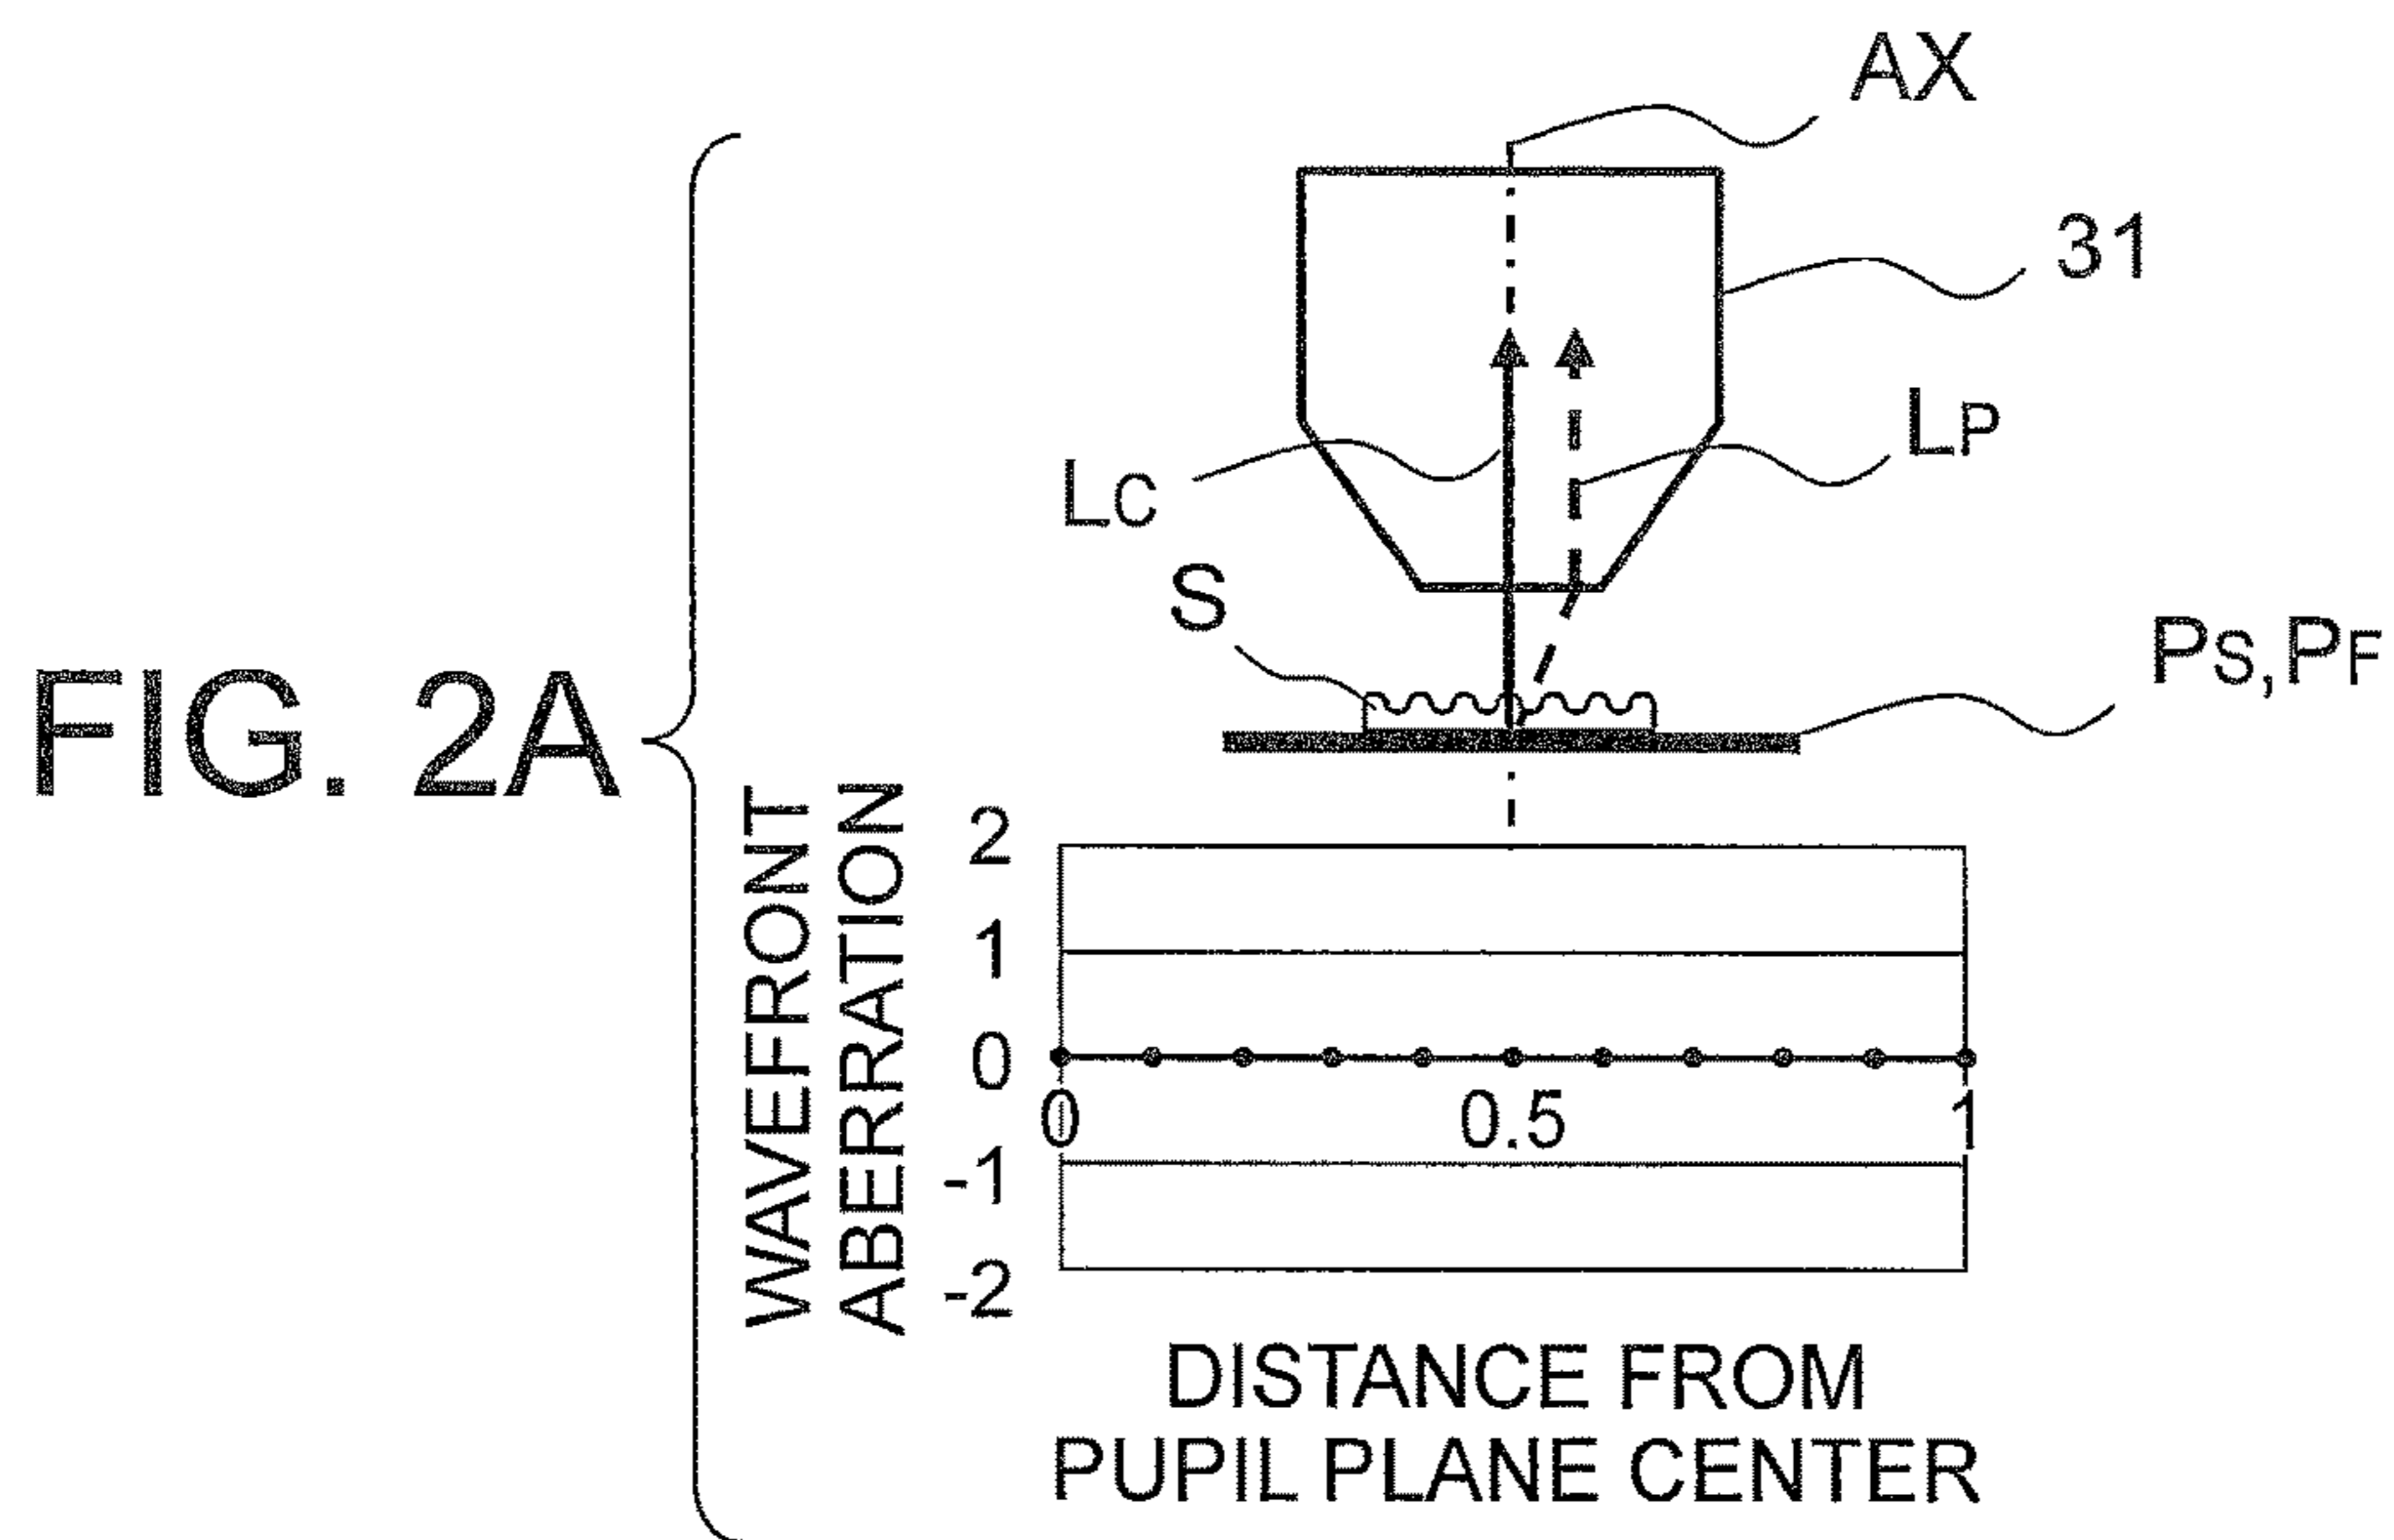 FIG. 2A
AX
31
LC
LP
S
PS,PF
WAVEFRONT
ABERRATION
2
1
0
-1
-2
0
0.5
1
DISTANCE FROM
PUPIL PLANE CENTER